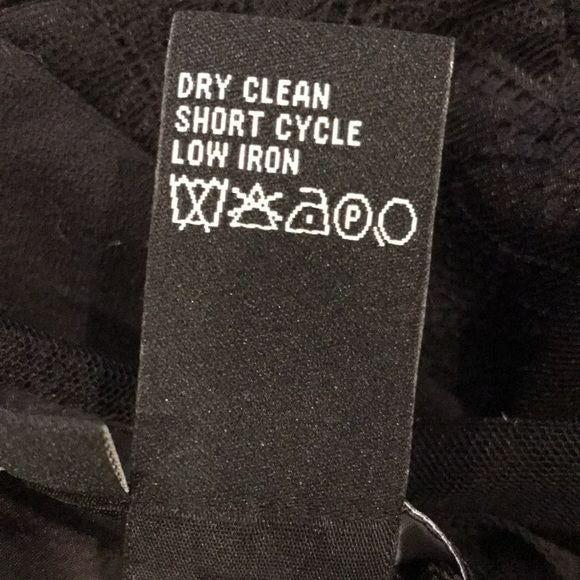 DRY CLEAN
SHORT CYCLE
LOW IRON
P